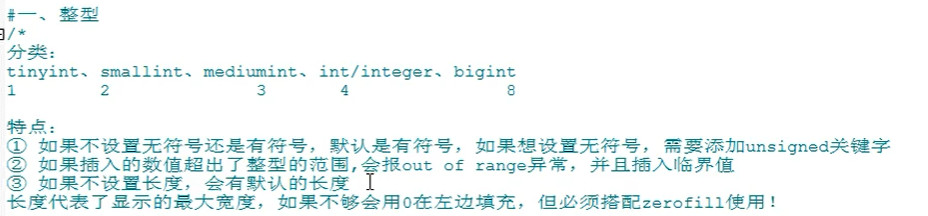 #一、整型
/*
分类：
tinyint、smallint、mediumint、int/integer、bigint
1 2 3 4 8
特点：
① 如果不设置无符号还是有符号，默认是有符号，如果想设置无符号，需要添加unsigned关键字
② 如果插入的数值超出了整型的范围,会报out of range异常，并且插入临界值
③ 如果不设置长度，会有默认的长度
长度代表了显示的最大宽度，如果不够会用0在左边填充，但必须搭配zerofill使用！